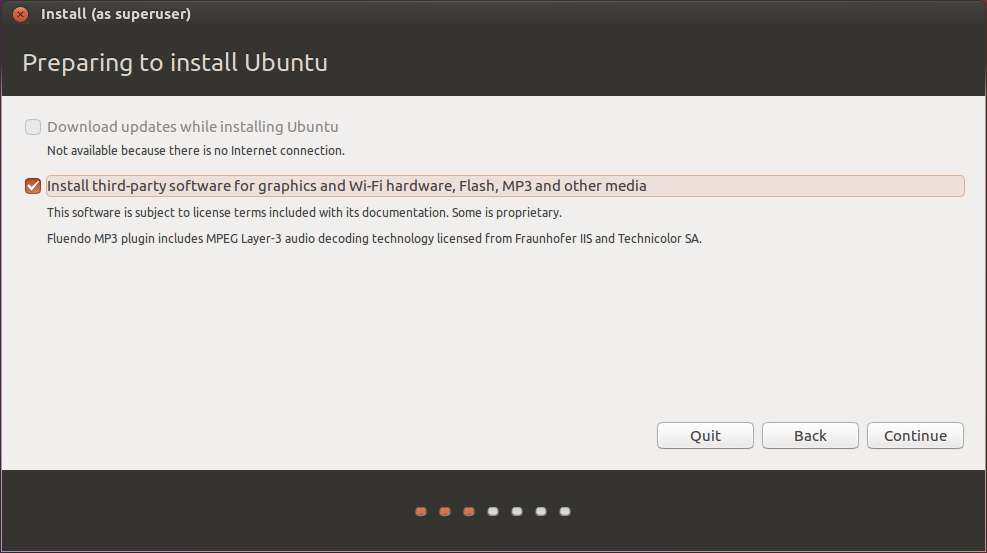 Install (as superuser)
Preparing to install Ubuntu
Download updates while installing Ubuntu
Not available because there is no Internet connection.
Install third-party software for graphics and Wi-Fi hardware, Flash, MP3 and other media
This software is subject to license terms included with its documentation. Some is proprietary.
Fluendo MP3 plugin includes MPEG Layer-3 audio decoding technology licensed from Fraunhofer IIS and Technicolor SA.
Quit Back Continue